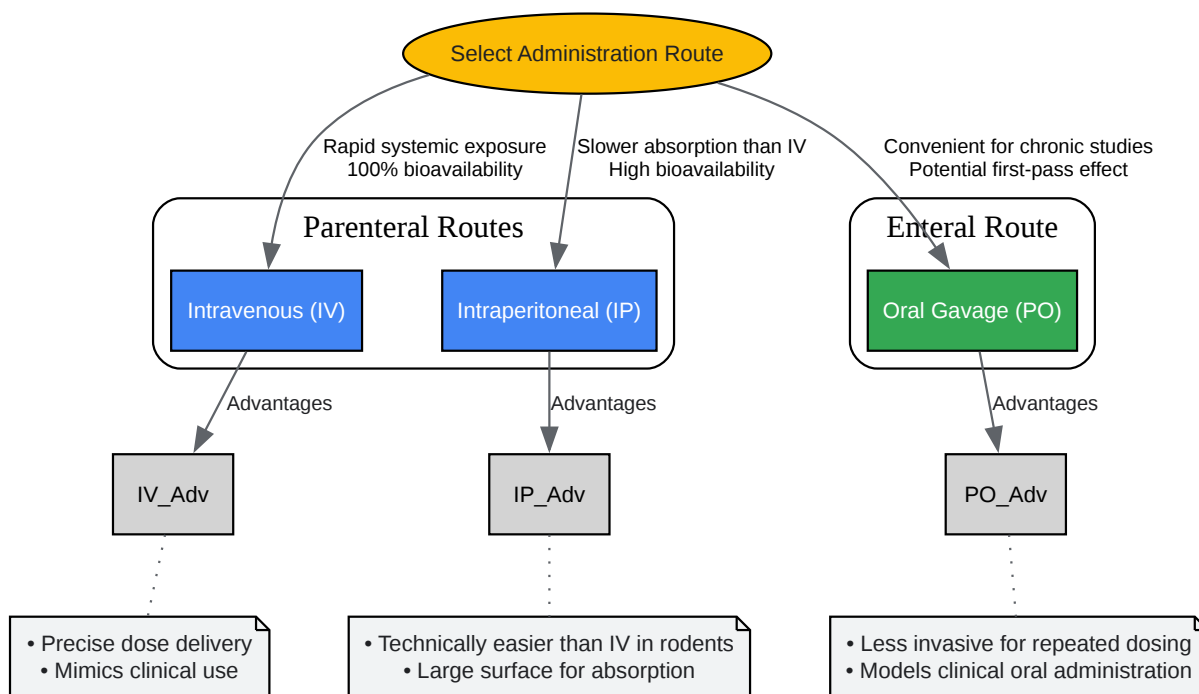 Select Administration Route
Rapid systemic exposure
100% bioavailability
Slower absorption than IV
High bioavailability
Convenient for chronic studies
Potential first-pass effect
Parenteral Routes
Enteral Route
Intravenous (IV)
Intraperitoneal (IP)
Oral Gavage (PO)
Advantages
Advantages
Advantages
IV_Adv
IP_Adv
PO_Adv
• Precise dose delivery
• Mimics clinical use
• Technically easier than IV in rodents
• Large surface for absorption
• Less invasive for repeated dosing
• Models clinical oral administration